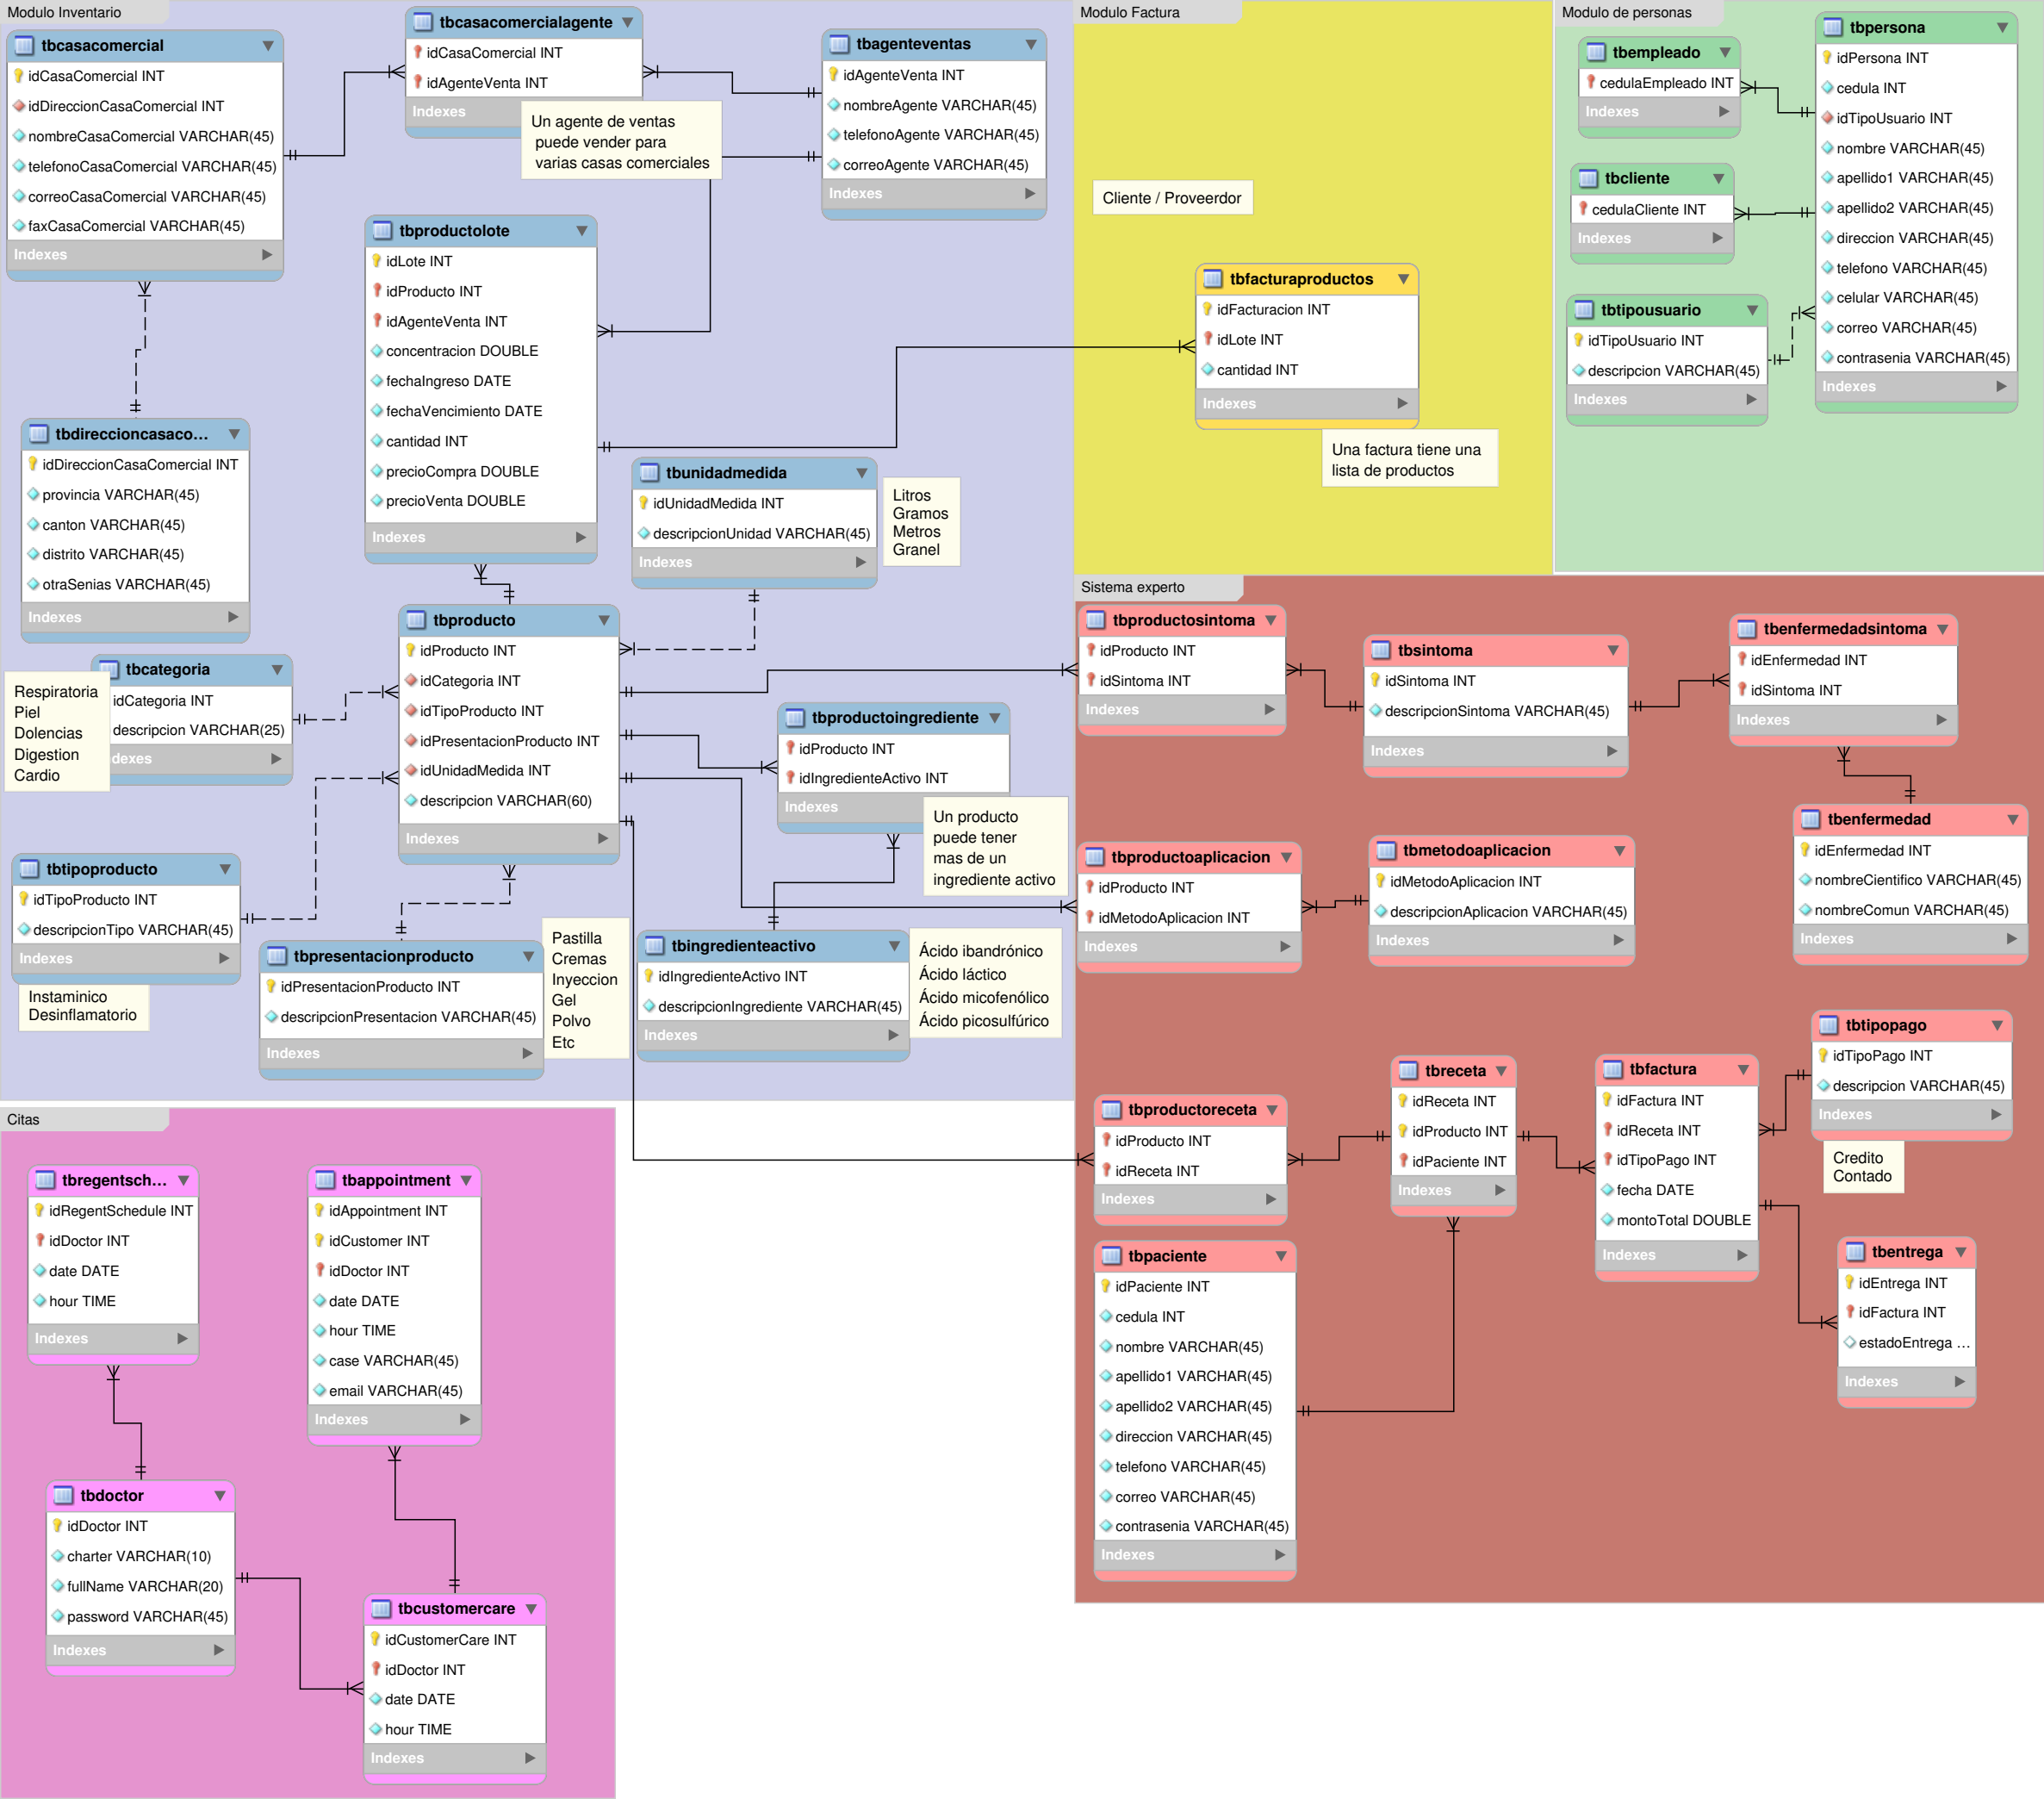 Modulo Inventario
tbcasacomercial
idCasaComercial INT
idDireccionCasaComercial INT
nombreCasaComercial VARCHAR(45)
telefonoCasaComercial VARCHAR(45)
correoCasaComercial VARCHAR(45)
faxCasaComercial VARCHAR(45)
Indexes
tbcasacomercialagente
idCasaComercial INT
idAgenteVenta INT
Indexes
Un agente de ventas
puede vender para
varias casas comerciales
tbagenteventas
idAgenteVenta INT
nombreAgente VARCHAR(45)
telefonoAgente VARCHAR(45)
correoAgente VARCHAR(45)
Indexes
tbproductolote
idLote INT
idProducto INT
idAgenteVenta INT
concentracion DOUBLE
fechaIngreso DATE
fechaVencimiento DATE
cantidad INT
precioCompra DOUBLE
precioVenta DOUBLE
Indexes
tbdireccioncasaco...
idDireccionCasaComercial INT
provincia VARCHAR(45)
canton VARCHAR(45)
distrito VARCHAR(45)
otraSenias VARCHAR(45)
Indexes
tbunidadmedida
idUnidadMedida INT
descripcionUnidad VARCHAR(45)
Indexes
Litros
Gramos
Metros
Granel
tbproducto
idProducto INT
idCategoria INT
idTipoProducto INT
idPresentacionProducto INT
idUnidadMedida INT
descripcion VARCHAR(60)
Indexes
tbcategoria
idCategoria INT
descripcion VARCHAR(25)
dexes
Respiratoria
Piel
Dolencias
Digestion
Cardio
tbproductoingrediente
idProducto INT
idIngredienteActivo INT
Indexes
Un producto
puede tener
mas de un
ingrediente activo
tbtipoproducto
idTipoProducto INT
descripcionTipo VARCHAR(45)
Indexes
Instaminico
Desinflamatorio
tbpresentacionproducto
idPresentacionProducto INT
descripcionPresentacion VARCHAR(45)
Indexes
Pastilla
Cremas
Inyeccion
Gel
Polvo
Etc
tbingredienteactivo
idIngredienteActivo INT
descripcionIngrediente VARCHAR(45)
Indexes
Ácido ibandrónico
Ácido láctico
Ácido micofenólico
Ácido picosulfúrico
Modulo Factura
Cliente / Proveerdor
tbfacturaproductos
idFacturacion INT
idLote INT
cantidad INT
Indexes
Una factura tiene una
lista de productos
Modulo de personas
tbempleado
cedulaEmpleado INT
Indexes
tbcliente
cedulaCliente INT
Indexes
tbtipousuario
idTipoUsuario INT
descripcion VARCHAR(45)
Indexes
tbpersona
idPersona INT
cedula INT
idTipoUsuario INT
nombre VARCHAR(45)
apellido1 VARCHAR(45)
apellido2 VARCHAR(45)
direccion VARCHAR(45)
telefono VARCHAR(45)
celular VARCHAR(45)
correo VARCHAR(45)
contrasenia VARCHAR(45)
Indexes
Sistema experto
tbproductosintoma
idProducto INT
idSintoma INT
Indexes
tbsintoma
idSintoma INT
descripcionSintoma VARCHAR(45)
Indexes
tbenfermedadsintoma
idEnfermedad INT
idSintoma INT
Indexes
tbproductoaplicacion
idProducto INT
idMetodoAplicacion INT
Indexes
tbmetodoaplicacion
idMetodoAplicacion INT
descripcionAplicacion VARCHAR(45)
Indexes
tbenfermedad
idEnfermedad INT
nombreCientifico VARCHAR(45)
nombreComun VARCHAR(45)
Indexes
tbproductoreceta
idProducto INT
idReceta INT
Indexes
tbreceta
idReceta INT
idProducto INT
idPaciente INT
Indexes
tbfactura
idFactura INT
idReceta INT
idTipoPago INT
fecha DATE
montoTotal DOUBLE
Indexes
tbtipopago
idTipoPago INT
descripcion VARCHAR(45)
Indexes
Credito
Contado
tbpaciente
idPaciente INT
cedula INT
nombre VARCHAR(45)
apellido1 VARCHAR(45)
apellido2 VARCHAR(45)
direccion VARCHAR(45)
telefono VARCHAR(45)
correo VARCHAR(45)
contrasenia VARCHAR(45)
Indexes
tbentrega
idEntrega INT
idFactura INT
estadoEntrega ...
Indexes
Citas
tbregentsch...
idRegentSchedule INT
idDoctor INT
date DATE
hour TIME
Indexes
tbappointment
idAppointment INT
idCustomer INT
idDoctor INT
date DATE
hour TIME
case VARCHAR(45)
email VARCHAR(45)
Indexes
tbdoctor
idDoctor INT
charter VARCHAR(10)
fullName VARCHAR(20)
password VARCHAR(45)
Indexes
tbcustomercare
idCustomerCare INT
idDoctor INT
date DATE
hour TIME
Indexes